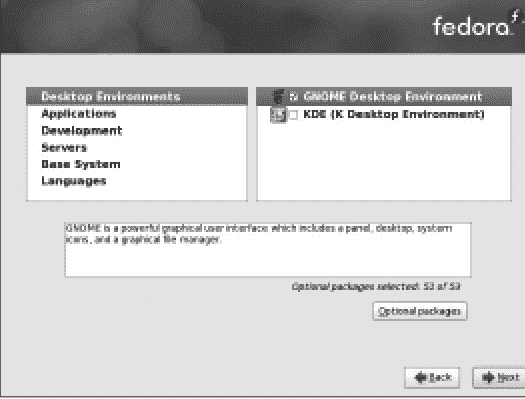 fedora
Desktop Environments
Applications
Development
Servers
Base System
Languages
GNOME Desktop Environment
KDE (K Desktop Environment)
GNOME is a powerful graphical user interface which includes a panel, desktop, system
icons, and a graphical file manager.
Optional packages selected: 53 of 53
Optional packages
Back
Next